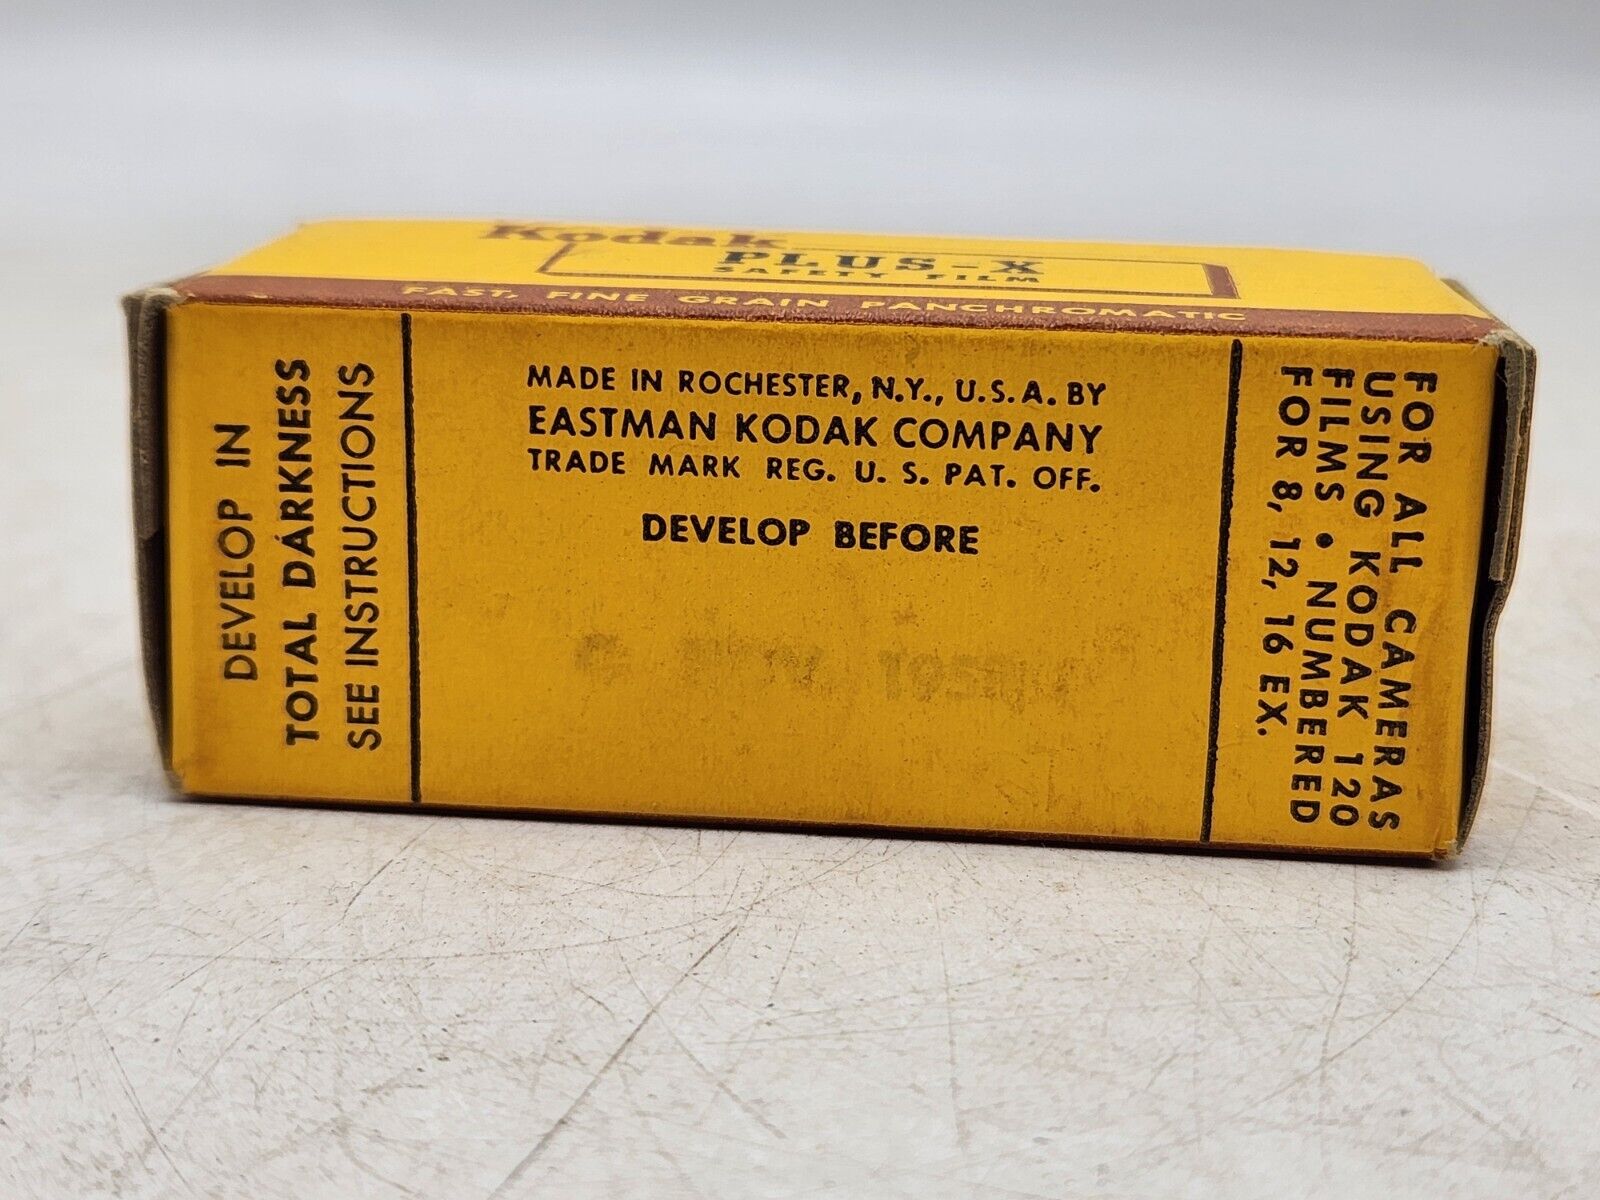 Kodak
PLUS-X
SAFETY FILM
FAST, FINE GRAIN PANCHROMATIC
DEVELOP IN
TOTAL DARKNESS
SEE INSTRUCTIONS
MADE IN ROCHESTER, N.Y., U.S.A. BY
EASTMAN KODAK COMPANY
TRADE MARK REG. U. S. PAT. OFF.
DEVELOP BEFORE
FOR ALL CAMERAS
USING KODAK 120
FILMS • NUMBERED
FOR 8, 12, 16 EX.